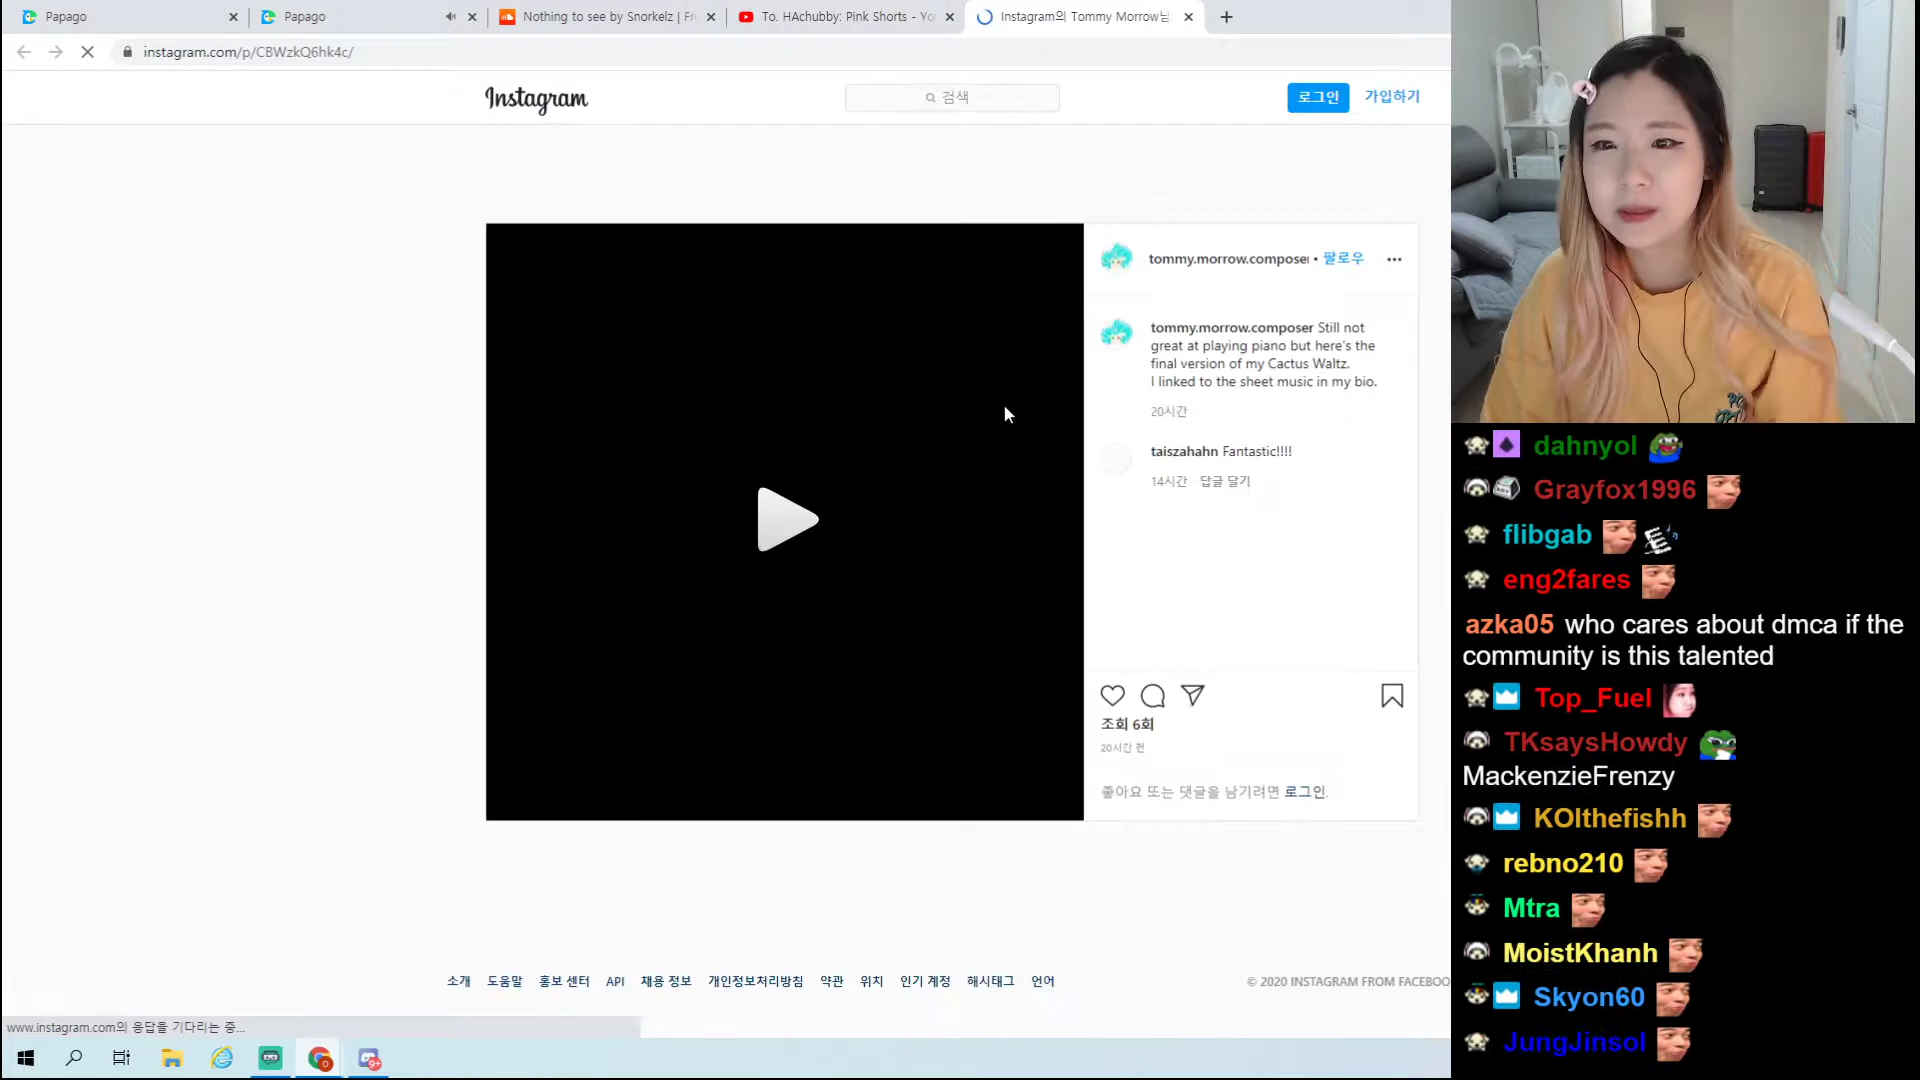 Papago
Papago
Nothing to see by Snorkelz | Fr
To. HAchubby: Pink Shorts - Yo
Instagram의 Tommy Morrow님
instagram.com/p/CBWzkQ6hk4c/
Instagram
검색
로그인
가입하기
tommy.morrow.composer • 팔로우
tommy.morrow.composer Still not
great at playing piano but here's the
final version of my Cactus Waltz.
I linked to the sheet music in my bio.
20시간
taiszahahn Fantastic!!!!
14시간 답글 달기
조회 6회
20시간 전
좋아요 또는 댓글을 남기려면 로그인.
소개 도움말 홍보 센터 API 채용 정보 개인정보처리방침 약관 위치 인기 계정 해시태그 언어
© 2020 INSTAGRAM FROM FACEBOO
www.instagram.com의 응답을 기다리는 중...
9+
dahnyol
Grayfox1996
flibgab
eng2fares
azka05 who cares about dmca if the
community is this talented
Top_Fuel
TKsaysHowdy
MackenzieFrenzy
KOIthefishh
rebno210
Mtra
MoistKhanh
Skyon60
JungJinsol